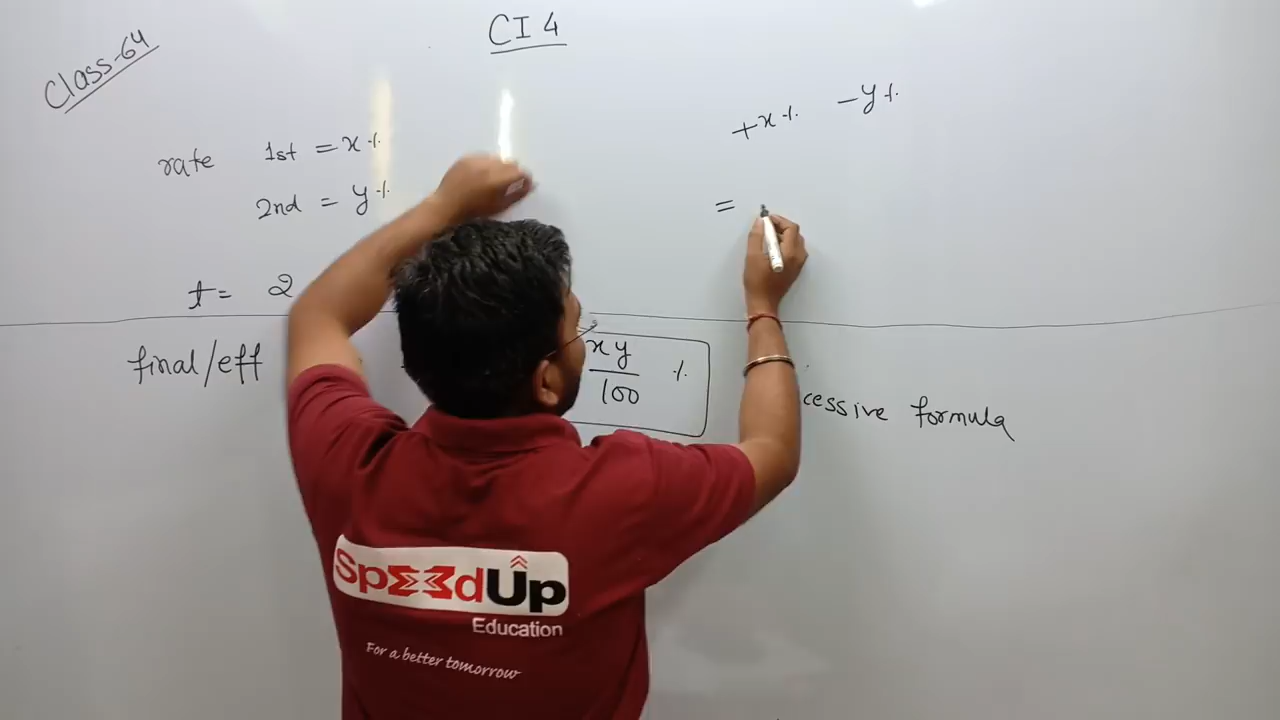 Class-64
CI 4
rate 1st = x%
2nd = y%
t = 2
+x% -y%
=
final/eff
xy/100 %
cessive formula
SpeedUp
Education
For a better tomorrow